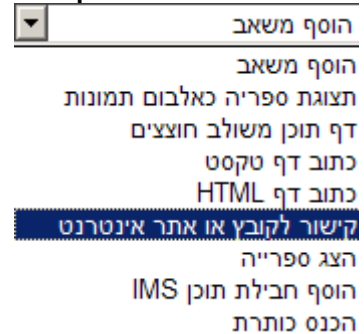 הוסף משאב
הוסף משאב
תצוגת ספריה כאלבום תמונות
דף תוכן משולב חוצצים
כתוב דף טקסט
כתוב דף HTML
קישור לקובץ או אתר אינטרנט
הצג ספרייה
הוסף חבילת תוכן IMS
הכנס כותרת